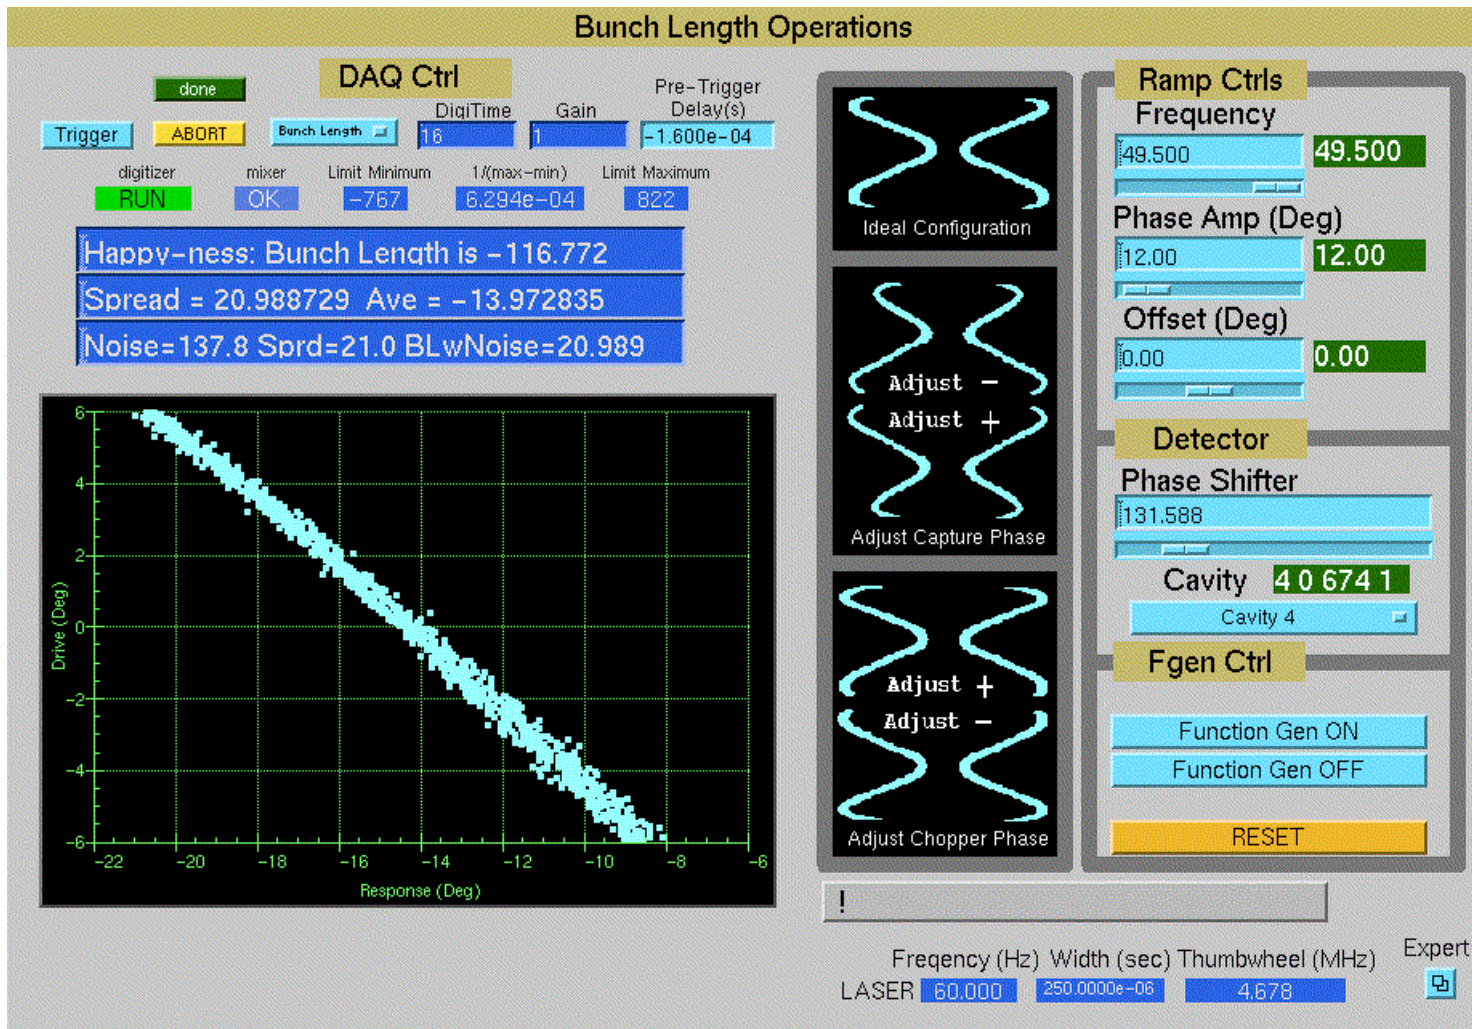 Bunch Length Operations
done
DAQ Ctrl
Pre-Trigger
Delay(s)
DigiTime
Gain
Trigger
ABORT
Bunch Length
16
1
-1.600e-04
digitizer
mixer
Limit Minimum
1/(max-min)
Limit Maximum
RUN
OK
-767
6.294e-04
822
Happy-ness: Bunch Length is -116.772
Spread = 20.988729 Ave = -13.972835
Noise=137.8 Sprd=21.0 BLwNoise=20.989
6
4
2
0
-2
-4
-6
Drive (Deg)
-22
-20
-18
-16
-14
-12
-10
-8
-6
Response (Deg)
Ideal Configuration
Adjust -
Adjust +
Adjust Capture Phase
Adjust +
Adjust -
Adjust Chopper Phase
Ramp Ctrls
Frequency
49.500
49.500
Phase Amp (Deg)
12.00
12.00
Offset (Deg)
0.00
0.00
Detector
Phase Shifter
131.588
Cavity
4 0 674 1
Cavity 4
Fgen Ctrl
Function Gen ON
Function Gen OFF
RESET
!
Freqency (Hz)
Width (sec)
Thumbwheel (MHz)
Expert
LASER
60.000
250.0000e-06
4.678